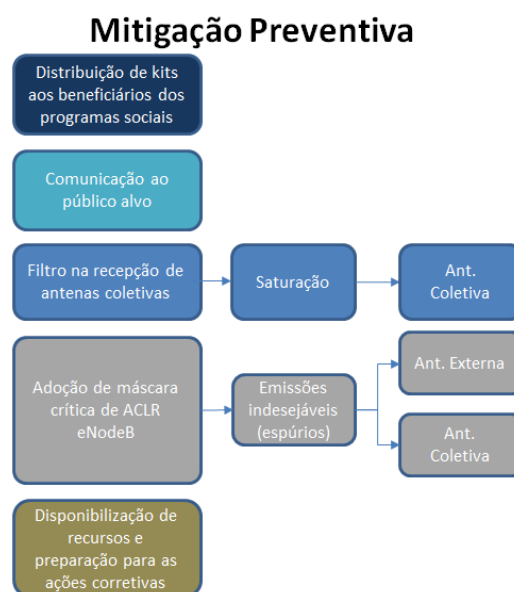 Mitigação Preventiva
Distribuição de kits
aos beneficiários dos
programas sociais
Comunicação ao
público alvo
Filtro na recepção de
antenas coletivas
Saturação
Ant.
Coletiva
Adoção de máscara
crítica de ACLR
eNodeB
Emissões
indesejáveis
(espúrios)
Ant. Externa
Ant.
Coletiva
Disponibilização de
recursos e
preparação para as
ações corretivas